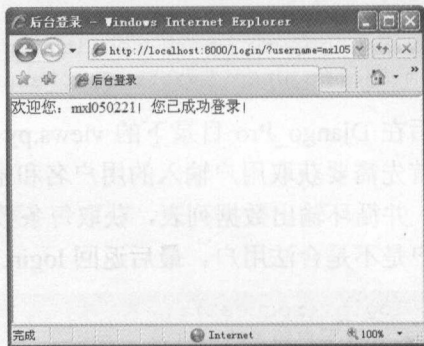 后台登录 - Windows Internet Explorer
http://localhost:8000/login/?username=mxl05
后台登录
欢迎您，mxl050221！您已成功登录！
完成
Internet
100%